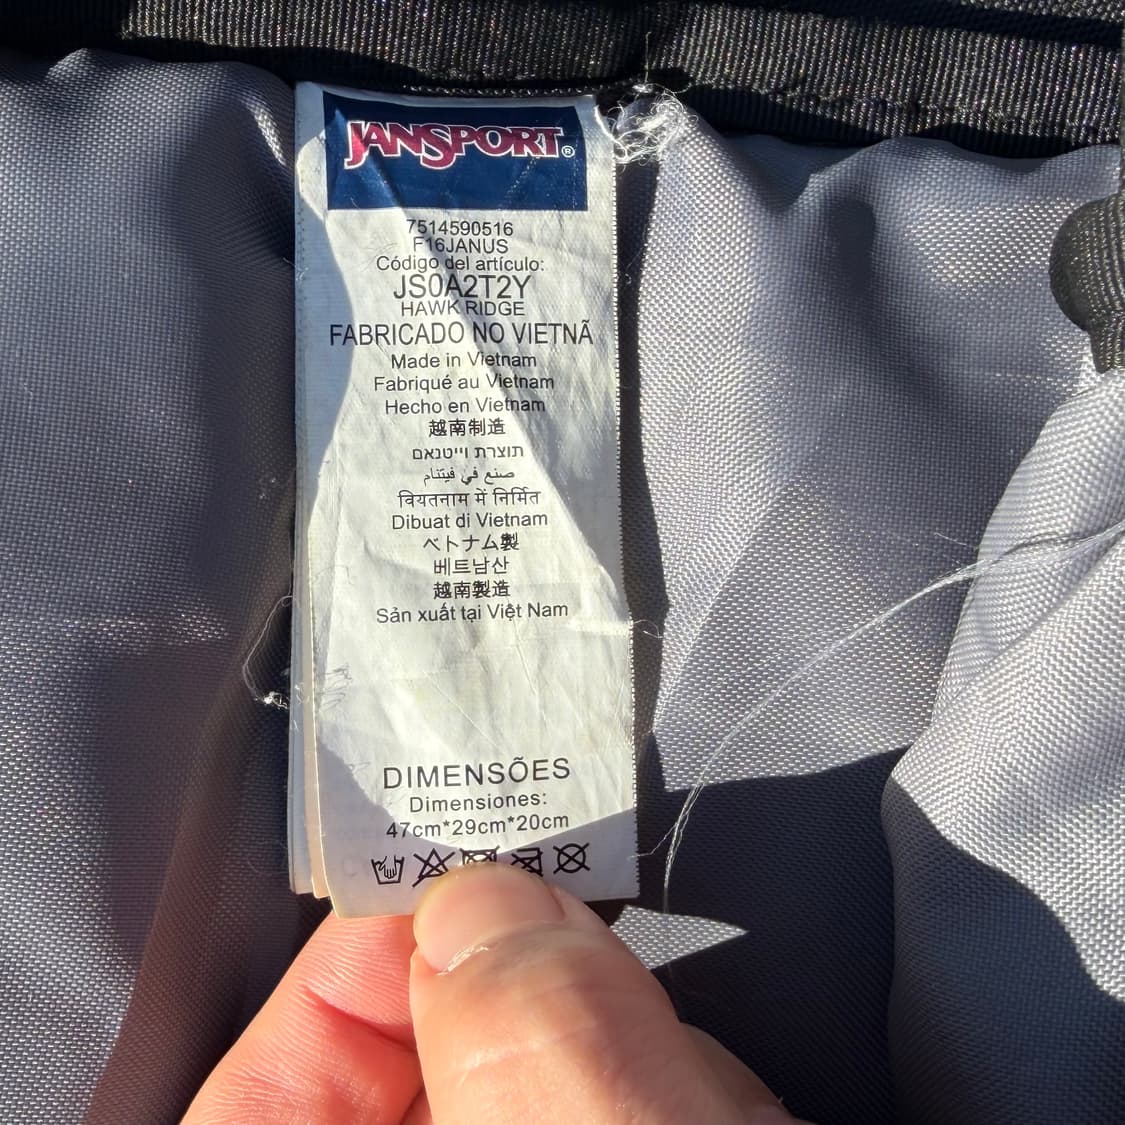 JANSPORT®
7514590516
F16JANUS
Código del artículo:
JS0A2T2Y
HAWK RIDGE
FABRICADO NO VIETNÃ
Made in Vietnam
Fabriqué au Vietnam
Hecho en Vietnam
越南制造
תוצרת וייטנאם
صنع في فيتنام
वियतनाम में निर्मित
Dibuat di Vietnam
ベトナム製
베트남산
越南製造
Sản xuất tại Việt Nam
DIMENSÕES
Dimensiones:
47cm*29cm*20cm